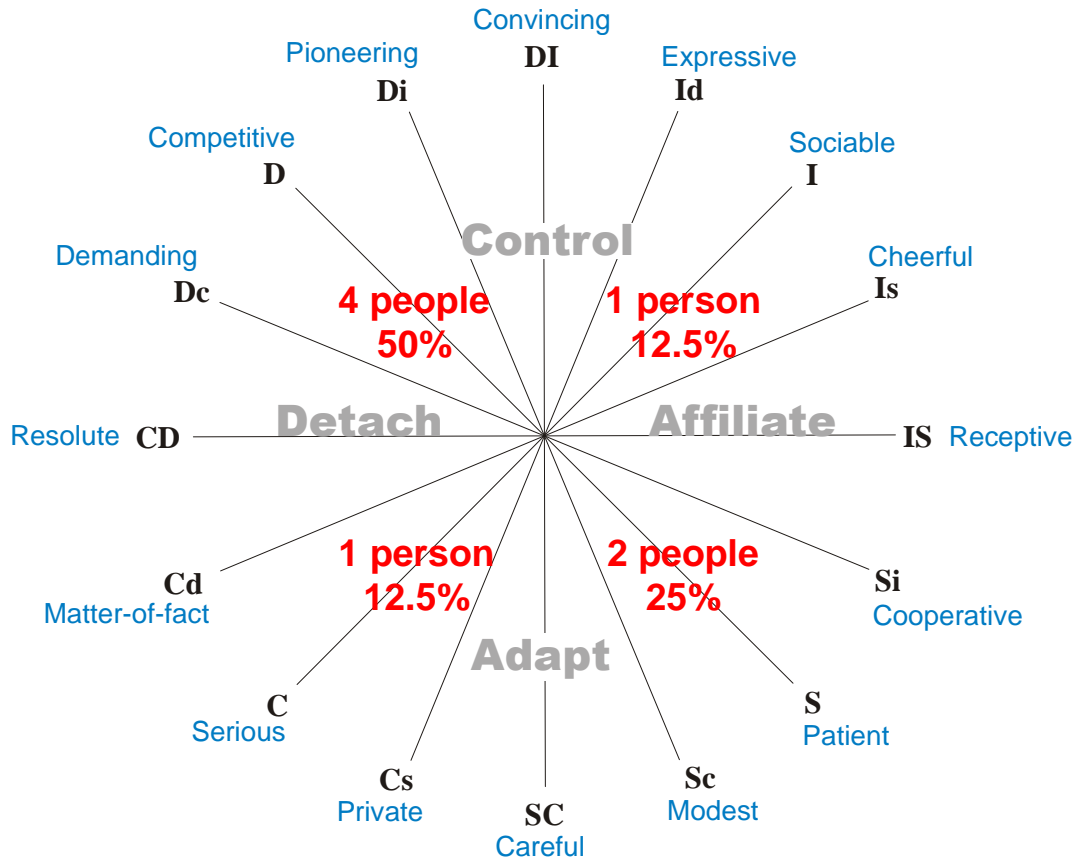 Convincing
DI
Pioneering
Di
Expressive
Id
Competitive
D
Sociable
I
Control
Demanding
Dc
Cheerful
Is
4 people
50%
1 person
12.5%
Detach
Affiliate
Resolute CD
IS Receptive
1 person
12.5%
2 people
25%
Cd
Matter-of-fact
Si
Cooperative
Adapt
C
Serious
S
Patient
Cs
Private
Sc
Modest
SC
Careful